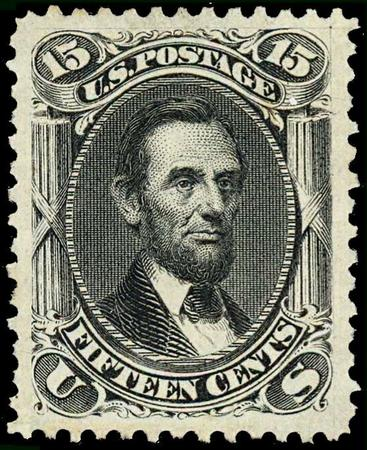 15 15
U.S. POSTAGE
FIFTEEN CENTS
U S